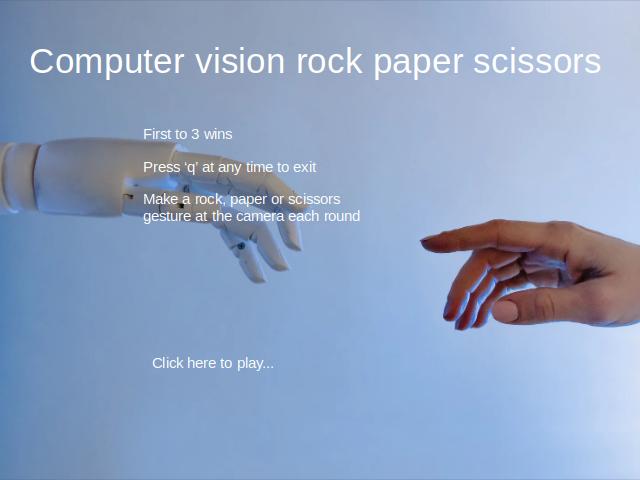 Computer vision rock paper scissors
First to 3 wins
Press ‘q’ at any time to exit
Make a rock, paper or scissors
gesture at the camera each round
Click here to play...